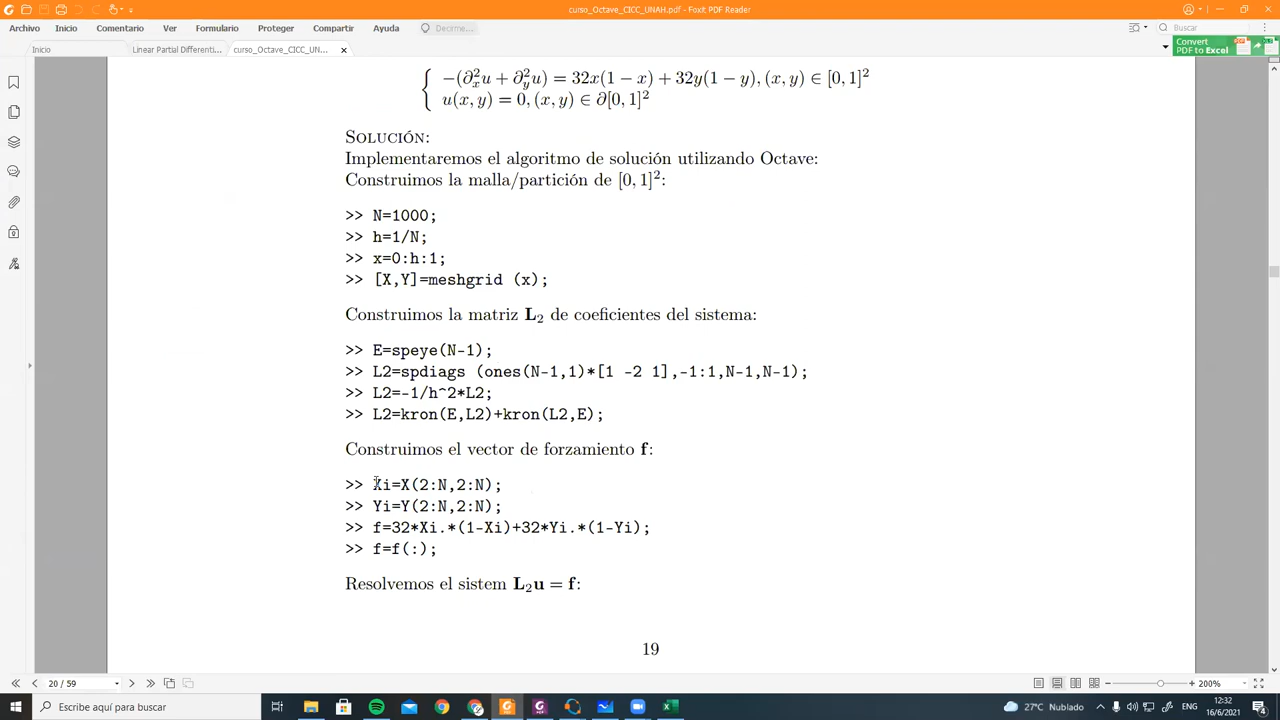 curso_Octave_CICC_UNAH.pdf - Foxit PDF Reader
Archivo Inicio Comentario Ver Formulario Proteger Compartir Ayuda Decirme... Buscar
Inicio Linear Partial Differenti... curso_Octave_CICC_UN...
Convert
PDF to Excel
−(∂²ₓu + ∂²ᵧu) = 32x(1 − x) + 32y(1 − y), (x, y) ∈ [0, 1]²
u(x, y) = 0, (x, y) ∈ ∂[0, 1]²
SOLUCIÓN:
Implementaremos el algoritmo de solución utilizando Octave:
Construimos la malla/partición de [0, 1]²:
>> N=1000;
>> h=1/N;
>> x=0:h:1;
>> [X,Y]=meshgrid (x);
Construimos la matriz L₂ de coeficientes del sistema:
>> E=speye(N-1);
>> L2=spdiags (ones(N-1,1)*[1 -2 1],-1:1,N-1,N-1);
>> L2=-1/h^2*L2;
>> L2=kron(E,L2)+kron(L2,E);
Construimos el vector de forzamiento f:
>> Xi=X(2:N,2:N);
>> Yi=Y(2:N,2:N);
>> f=32*Xi.*(1-Xi)+32*Yi.*(1-Yi);
>> f=f(:);
Resolvemos el sistem L₂u = f:
19
20 / 59 200%
Escribe aquí para buscar 27°C Nublado 12:32
16/6/2021